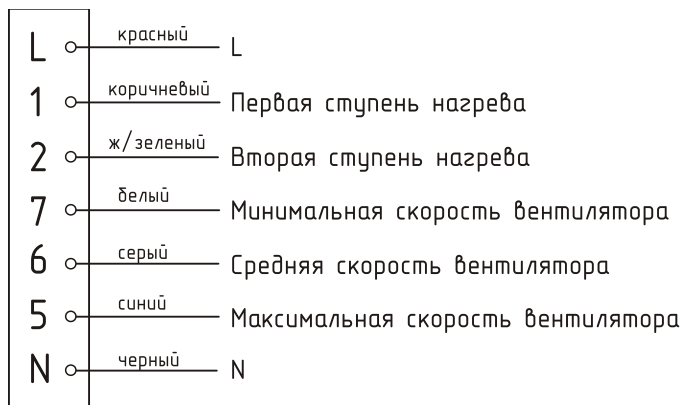 L красный L
1 коричневый Первая ступень нагрева
2 ж/зеленый Вторая ступень нагрева
7 белый Минимальная скорость вентилятора
6 серый Средняя скорость вентилятора
5 синий Максимальная скорость вентилятора
N черный N